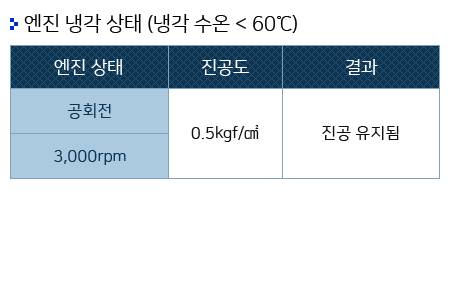 엔진 냉각 상태 (냉각 수온 < 60℃)
엔진 상태 진공도 결과
공회전
0.5kgf/㎠ 진공 유지됨
3,000rpm